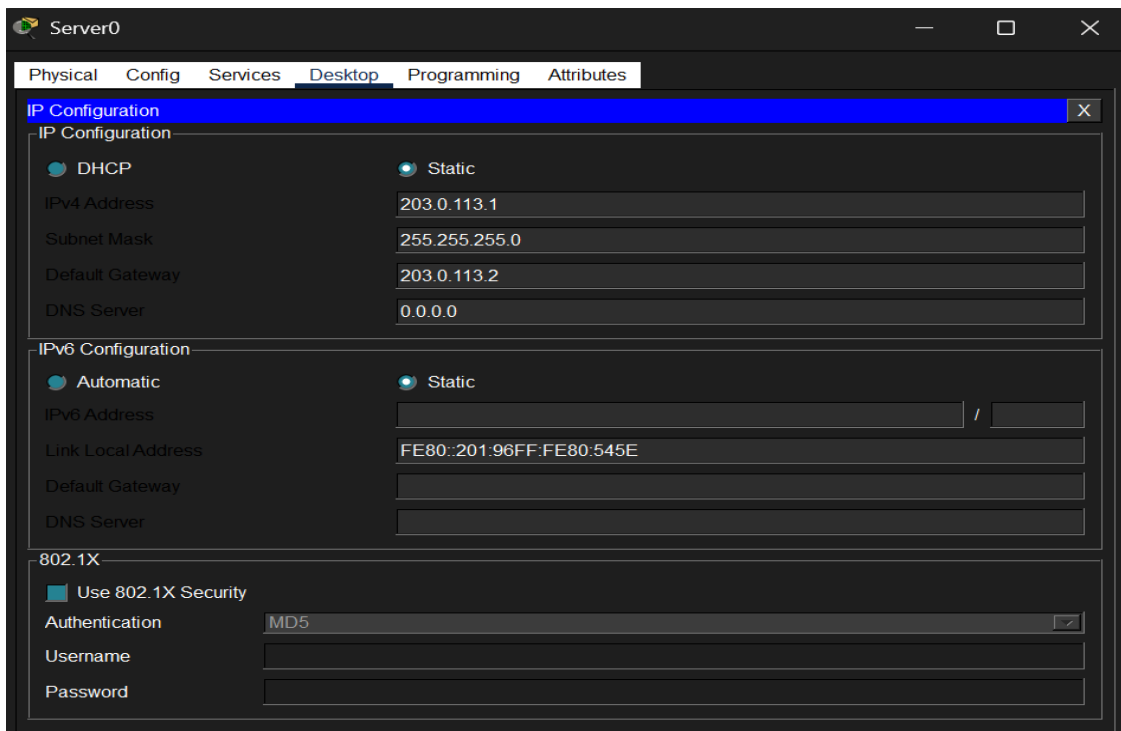 Server0
Physical Config Services Desktop Programming Attributes
IP Configuration X
IP Configuration
DHCP Static
IPv4 Address 203.0.113.1
Subnet Mask 255.255.255.0
Default Gateway 203.0.113.2
DNS Server 0.0.0.0
IPv6 Configuration
Automatic Static
IPv6 Address /
Link Local Address FE80::201:96FF:FE80:545E
Default Gateway
DNS Server
802.1X
Use 802.1X Security
Authentication MD5
Username
Password